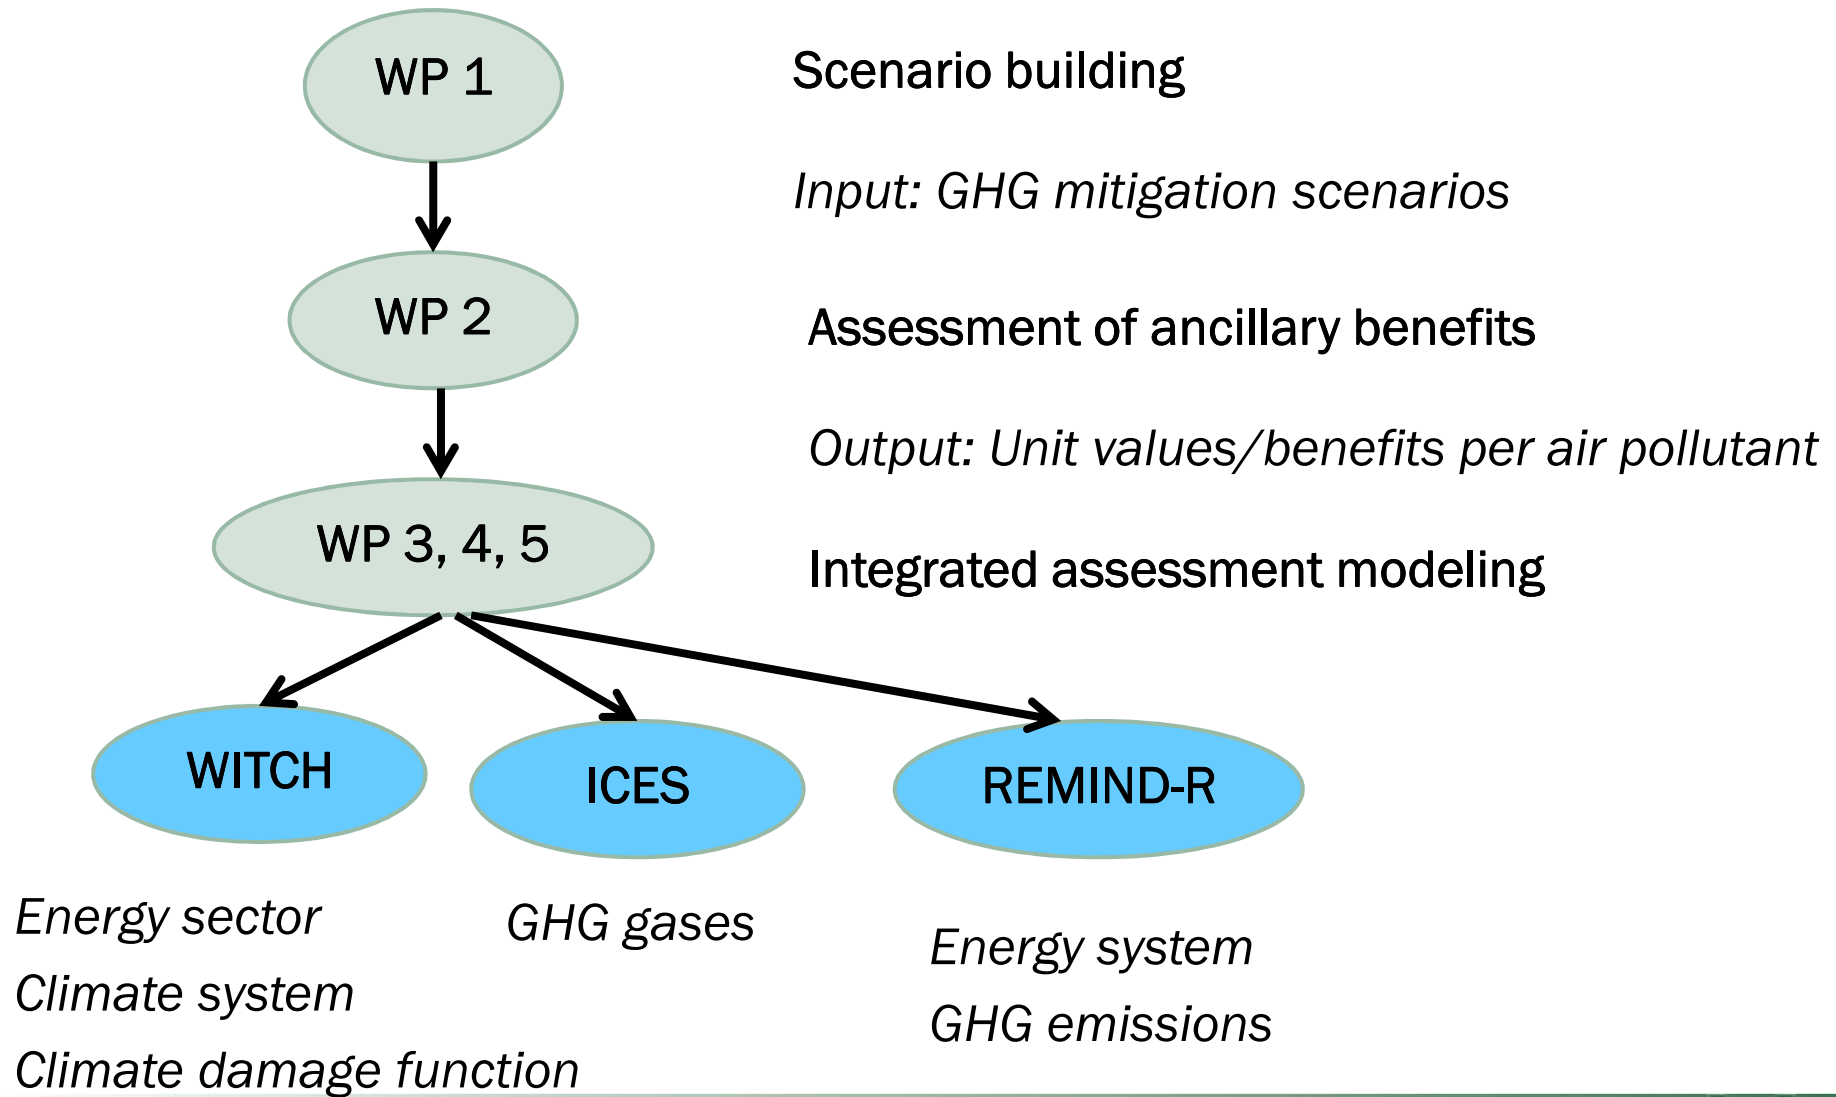 WP 1
Scenario building
Input: GHG mitigation scenarios
WP 2
Assessment of ancillary benefits
Output: Unit values/benefits per air pollutant
WP 3, 4, 5
Integrated assessment modeling
WITCH
ICES
REMIND-R
Energy sector
Climate system
Climate damage function
GHG gases
Energy system
GHG emissions